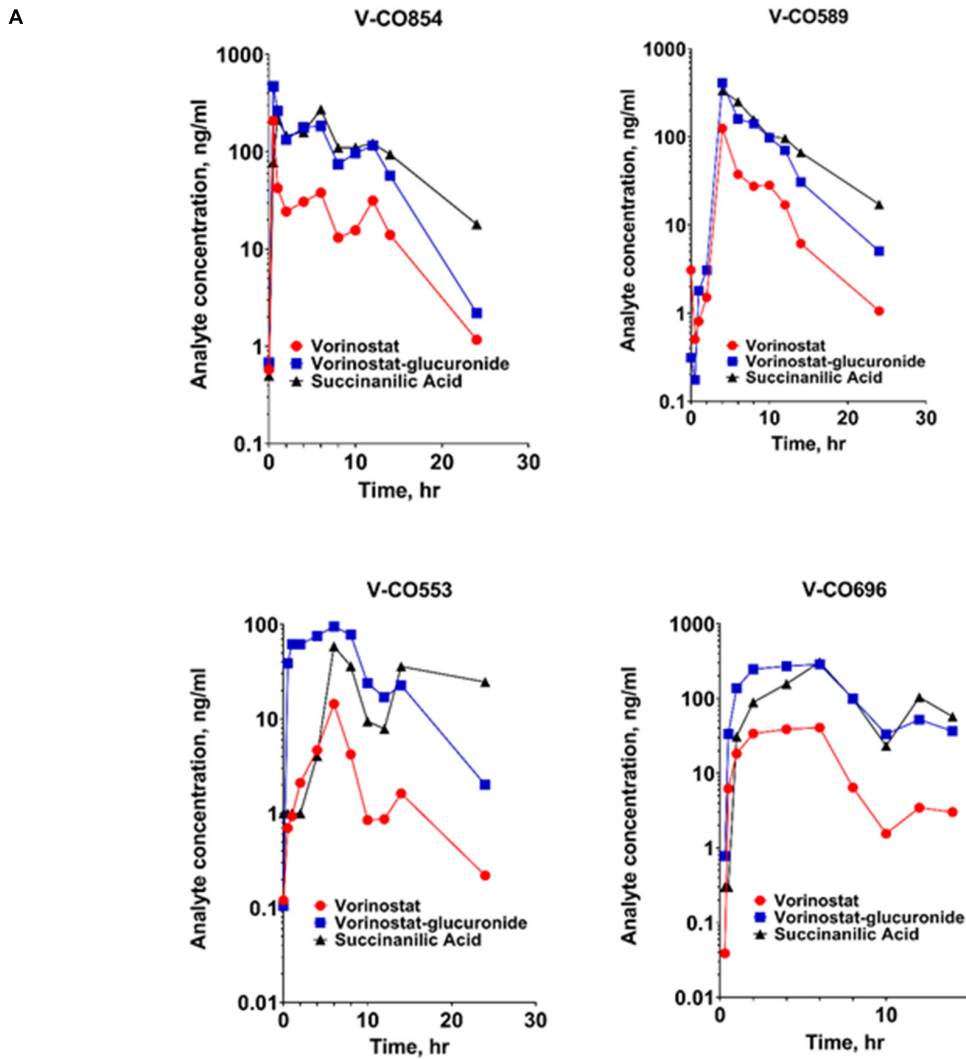 A
V-CO854
Analyte concentration, ng/ml
1000
100
10
1
0.1
Vorinostat
Vorinostat-glucuronide
Succinanilic Acid
0 10 20 30
Time, hr
V-CO589
Analyte concentration, ng/ml
1000
100
10
1
0.1
Vorinostat
Vorinostat-glucuronide
Succinanilic Acid
0 10 20 30
Time, hr
V-CO553
Analyte concentration, ng/ml
100
10
1
0.1
0.01
Vorinostat
Vorinostat-glucuronide
Succinanilic Acid
0 10 20 30
Time, hr
V-CO696
Analyte concentration, ng/ml
1000
100
10
1
0.1
0.01
Vorinostat
Vorinostat-glucuronide
Succinanilic Acid
0 10
Time, hr